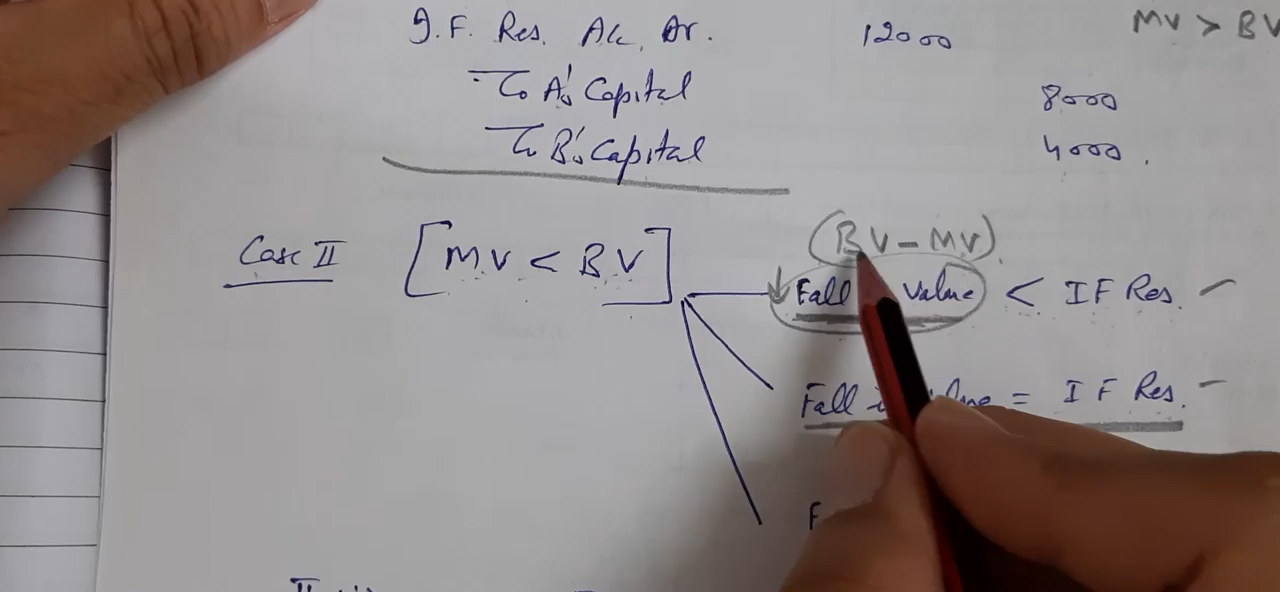 I.F. Res. A/c. Dr. 12000 MV > BV
To A's Capital 8000
To B's Capital 4000.
(BV - MV)
Case II [MV < BV] ↓ Fall Value < IF Res.
Fall = IF Res.